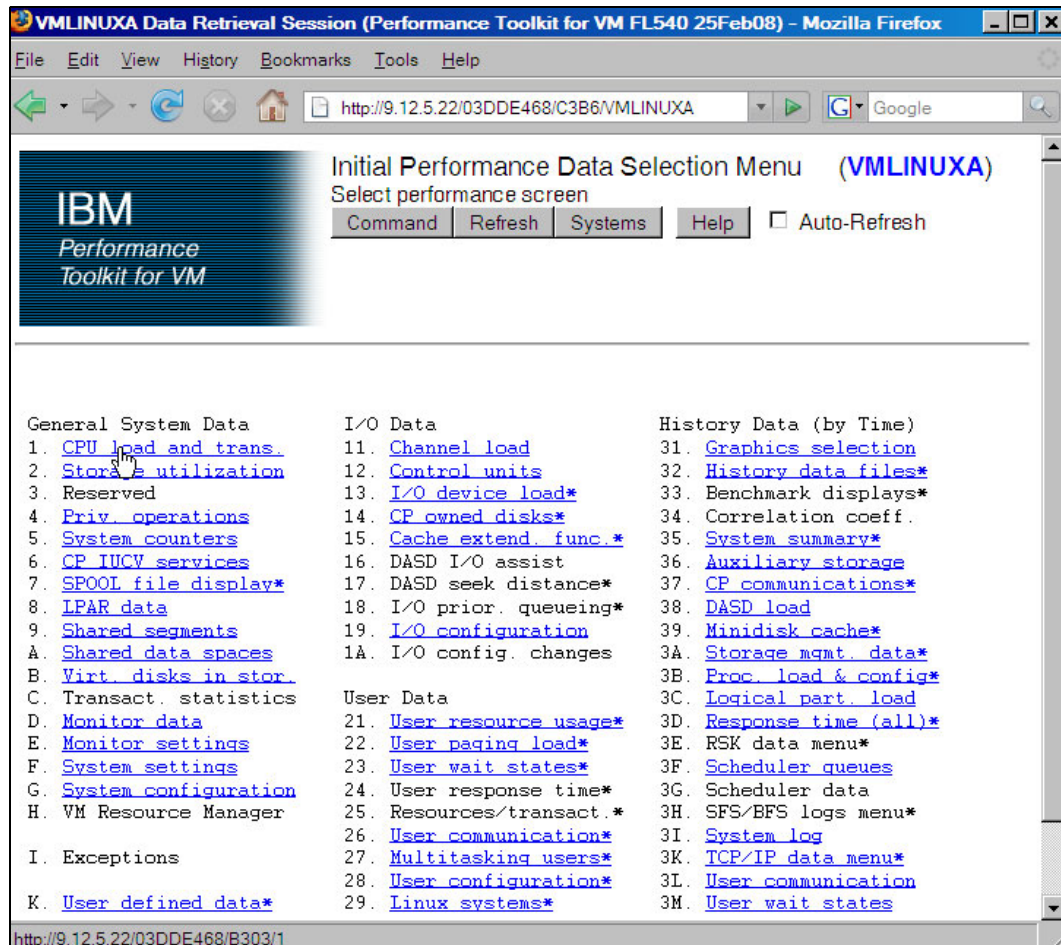 VMLINUXA Data Retrieval Session (Performance Toolkit for VM FL540 25Feb08) - Mozilla Firefox
File Edit View History Bookmarks Tools Help
http://9.12.5.22/03DDE468/C3B6/VMLINUXA
G Google
IBM
Performance
Toolkit for VM
Initial Performance Data Selection Menu (VMLINUXA)
Select performance screen
Command Refresh Systems Help Auto-Refresh
General System Data
1. CPU load and trans.
2. Storage utilization
3. Reserved
4. Priv. operations
5. System counters
6. CP IUCV services
7. SPOOL file display*
8. LPAR data
9. Shared segments
A. Shared data spaces
B. Virt. disks in stor.
C. Transact. statistics
D. Monitor data
E. Monitor settings
F. System settings
G. System configuration
H. VM Resource Manager
I. Exceptions
K. User defined data*
I/O Data
11. Channel load
12. Control units
13. I/O device load*
14. CP owned disks*
15. Cache extend. func.*
16. DASD I/O assist
17. DASD seek distance*
18. I/O prior. queueing*
19. I/O configuration
1A. I/O config. changes
User Data
21. User resource usage*
22. User paging load*
23. User wait states*
24. User response time*
25. Resources/transact.*
26. User communication*
27. Multitasking users*
28. User configuration*
29. Linux systems*
History Data (by Time)
31. Graphics selection
32. History data files*
33. Benchmark displays*
34. Correlation coeff.
35. System summary*
36. Auxiliary storage
37. CP communications*
38. DASD load
39. Minidisk cache*
3A. Storage mgmt. data*
3B. Proc. load & config*
3C. Logical part. load
3D. Response time (all)*
3E. RSK data menu*
3F. Scheduler queues
3G. Scheduler data
3H. SFS/BFS logs menu*
3I. System log
3K. TCP/IP data menu*
3L. User communication
3M. User wait states
http://9.12.5.22/03DDE468/B303/1